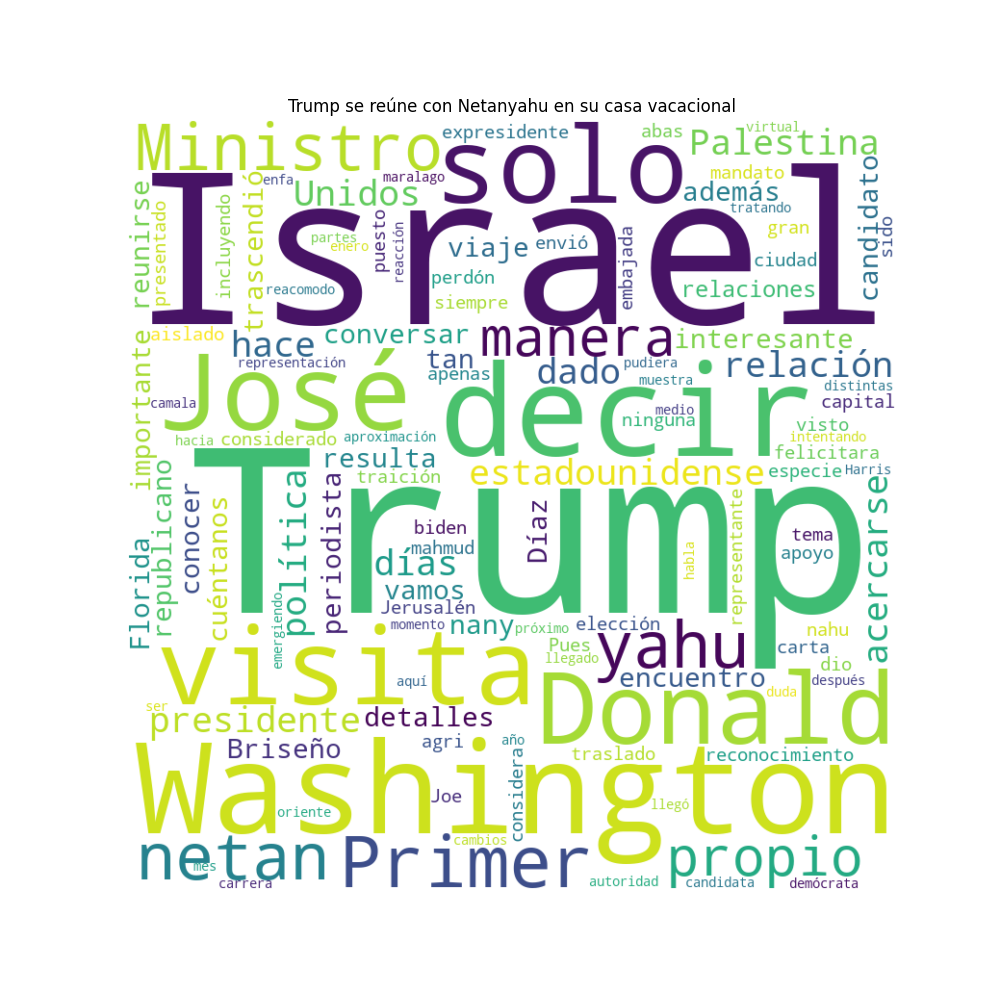 Trump se reúne con Netanyahu en su casa vacacional
Ministro
expresidente
solo
abas
virtual
Palestina
Israel
enfa
maralago
Unidos
mandato
además
tratando
candidato
sido
reunirse
presentado
incluyendo
trascendió
partes
enero
puesto
reacción
viaje
envió
embajada
gran
ciudad
reacomodo
perdón
siempre
relaciones
importante
aislado
hace
conversar
manera
interesante
representación
José
tan
apenas
decir
dado
pudiera
muestra
relación
distintas
capital
camala
hacia
considerado
aproximación
medio
ninguna
visto
intentando
felicitara
resulta
traición
estadounidense
especie
Harris
Trump
republicano
conocer
cuéntanos
política
periodista
biden
mahmud
días
vamos
Díaz
habla
representante
tema
apoyo
acercarse
Florida
Jerusalén
momento
nany
próximo
elección
emergiendo
visita
Pues
llegado
yahu
nahu
carta
dio
aquí
encuentro
después
duda
ser
presidente
detalles
Donald
Briseño
agri
año
considera
traslado
reconocimiento
Washington
Joe
oriente
llegó
cambios
netan
mes
carrera
Primer
propio
autoridad
candidata
demócrata